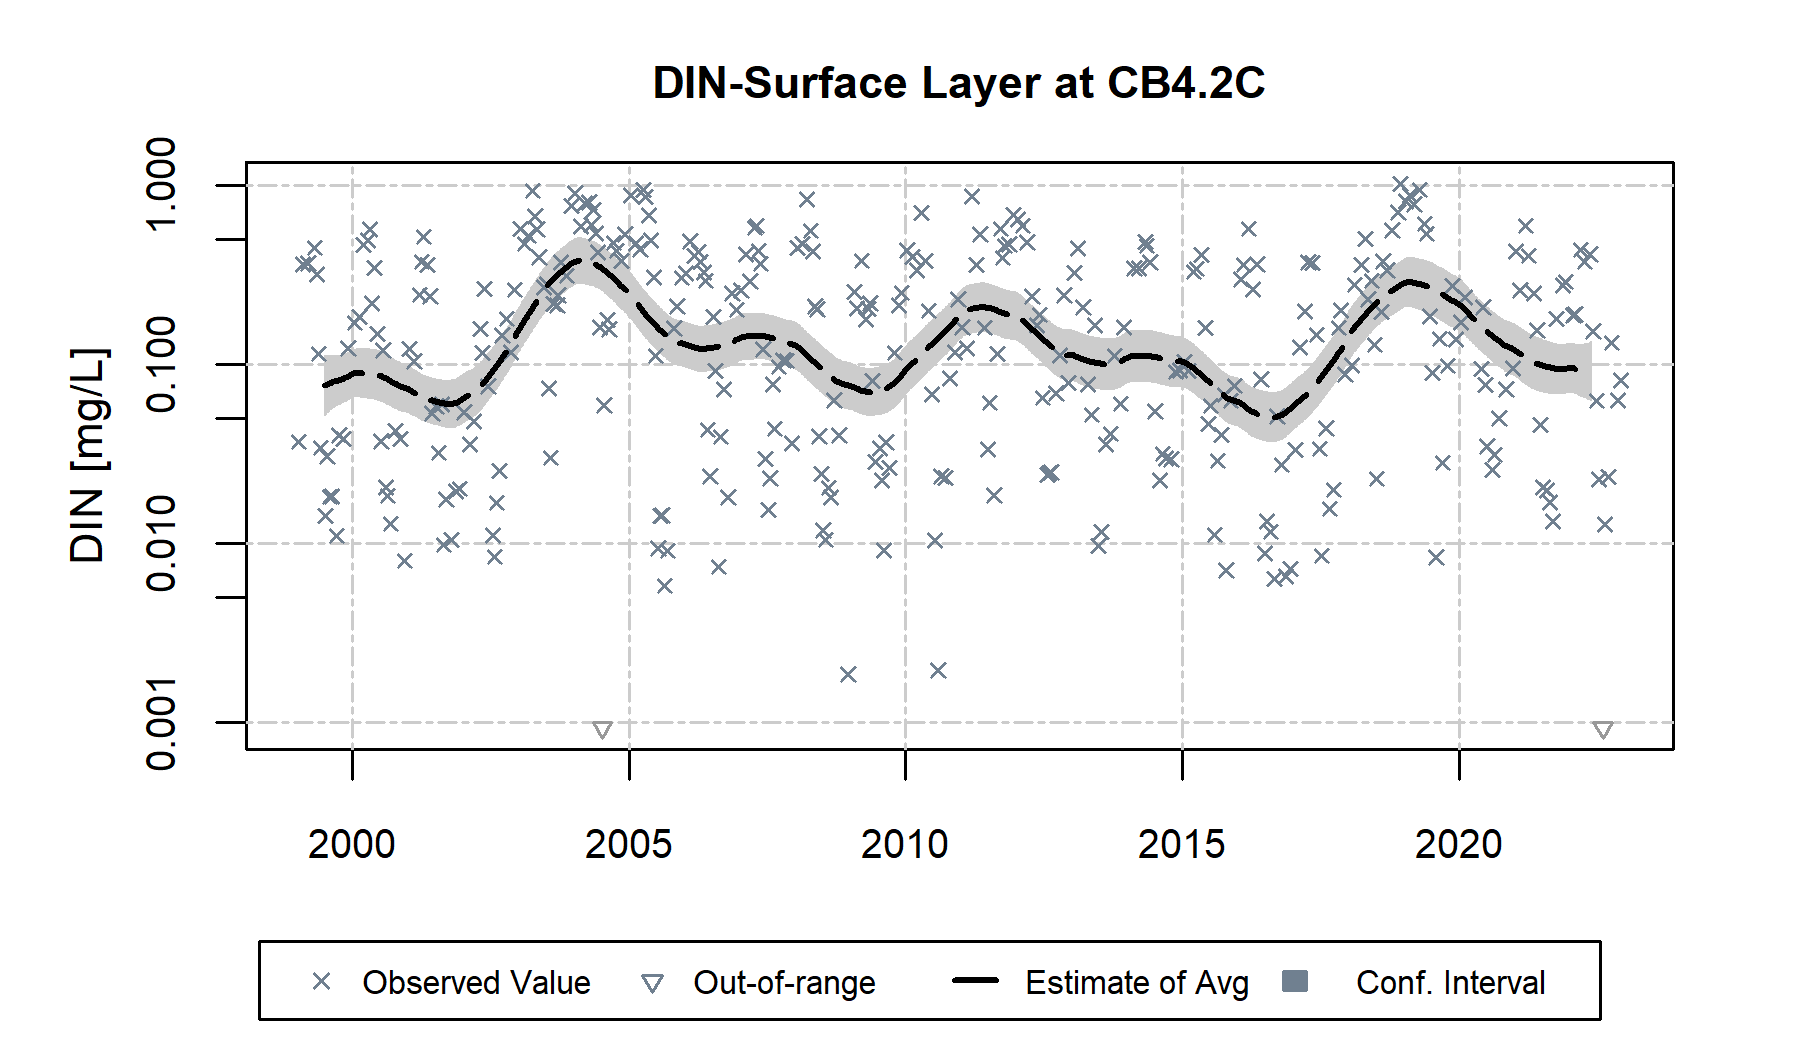 DIN-Surface Layer at CB4.2C
DIN [mg/L]
1.000
0.100
0.010
0.001
2000 2005 2010 2015 2020
Observed Value Out-of-range Estimate of Avg Conf. Interval